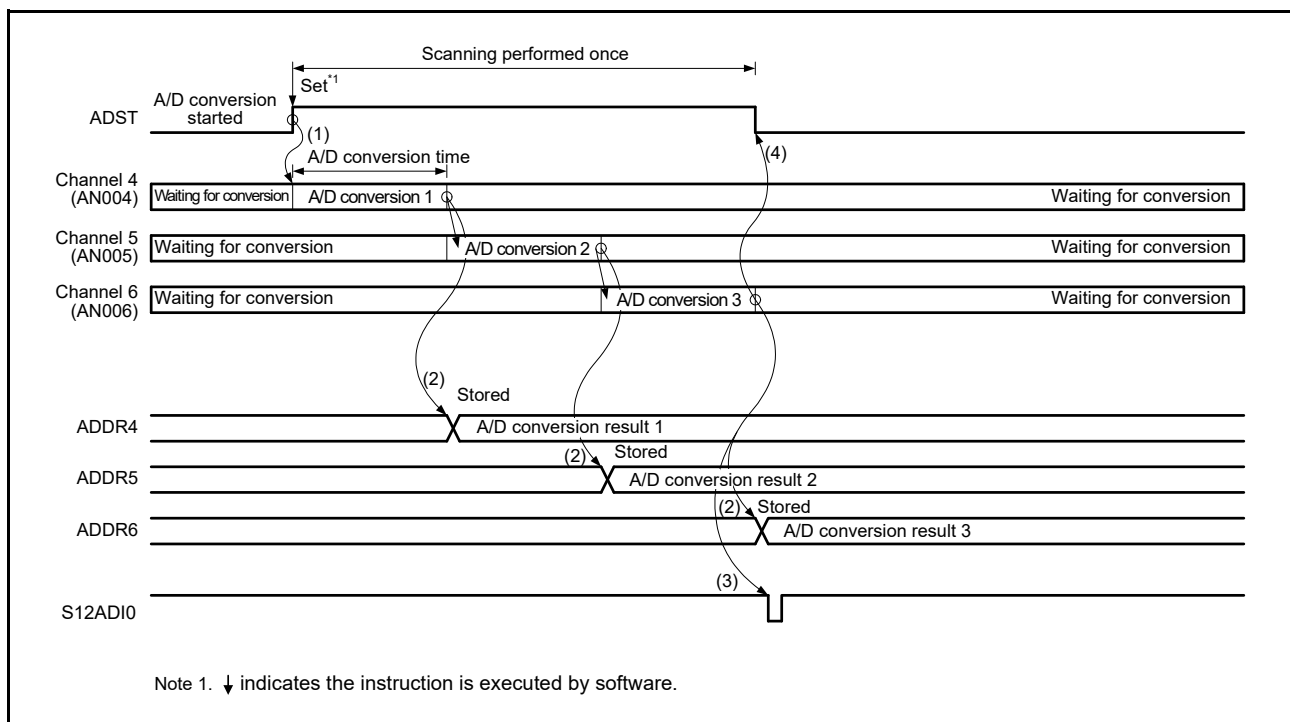 Scanning performed once
Set*1
A/D conversion
started
ADST
(1)
(4)
A/D conversion time
Channel 4
(AN004)
Waiting for conversion
A/D conversion 1
Waiting for conversion
Channel 5
(AN005)
Waiting for conversion
A/D conversion 2
Waiting for conversion
Channel 6
(AN006)
Waiting for conversion
A/D conversion 3
Waiting for conversion
(2)
Stored
ADDR4
A/D conversion result 1
(2)
Stored
ADDR5
A/D conversion result 2
(2)
Stored
ADDR6
A/D conversion result 3
(3)
S12ADI0
Note 1. ↓ indicates the instruction is executed by software.